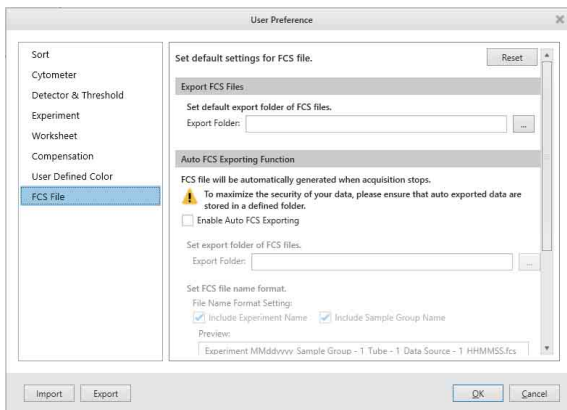 User Preference
Sort
Cytometer
Detector & Threshold
Experiment
Worksheet
Compensation
User Defined Color
FCS File
Set default settings for FCS file.
Reset
Export FCS Files
Set default export folder of FCS files.
Export Folder:
...
Auto FCS Exporting Function
FCS file will be automatically generated when acquisition stops.
To maximize the security of your data, please ensure that auto exported data are
stored in a defined folder.
Enable Auto FCS Exporting
Set export folder of FCS files.
Export Folder:
...
Set FCS file name format.
File Name Format Setting:
Include Experiment Name Include Sample Group Name
Preview:
Experiment MMddyyyy Sample Group - 1 Tube - 1 Data Source - 1 HHMMSS.fcs
Import Export OK Cancel